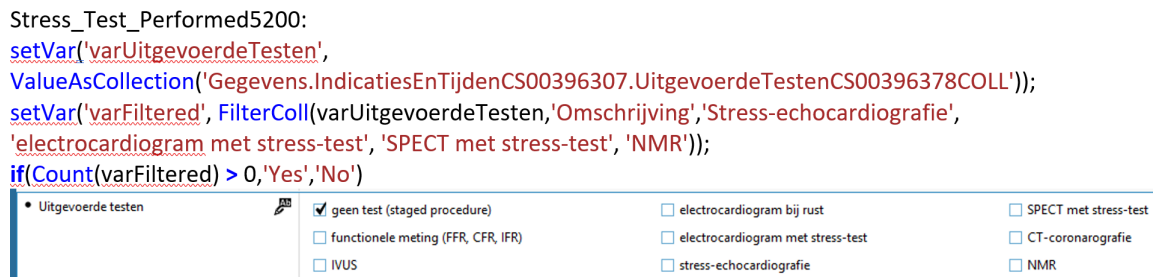 Stress_Test_Performed5200:
setVar('varUitgevoerdeTesten',
ValueAsCollection('Gegevens.IndicatiesEnTijdenCS00396307.UitgevoerdeTestenCS00396378COLL'));
setVar('varFiltered', FilterColl(varUitgevoerdeTesten,'Omschrijving','Stress-echocardiografie',
'electrocardiogram met stress-test', 'SPECT met stress-test', 'NMR'));
if(Count(varFiltered) > 0,'Yes','No')
• Uitgevoerde testen Ab geen test (staged procedure) electrocardiogram bij rust SPECT met stress-test
functionele meting (FFR, CFR, IFR) electrocardiogram met stress-test CT-coronarografie
IVUS stress-echocardiografie NMR